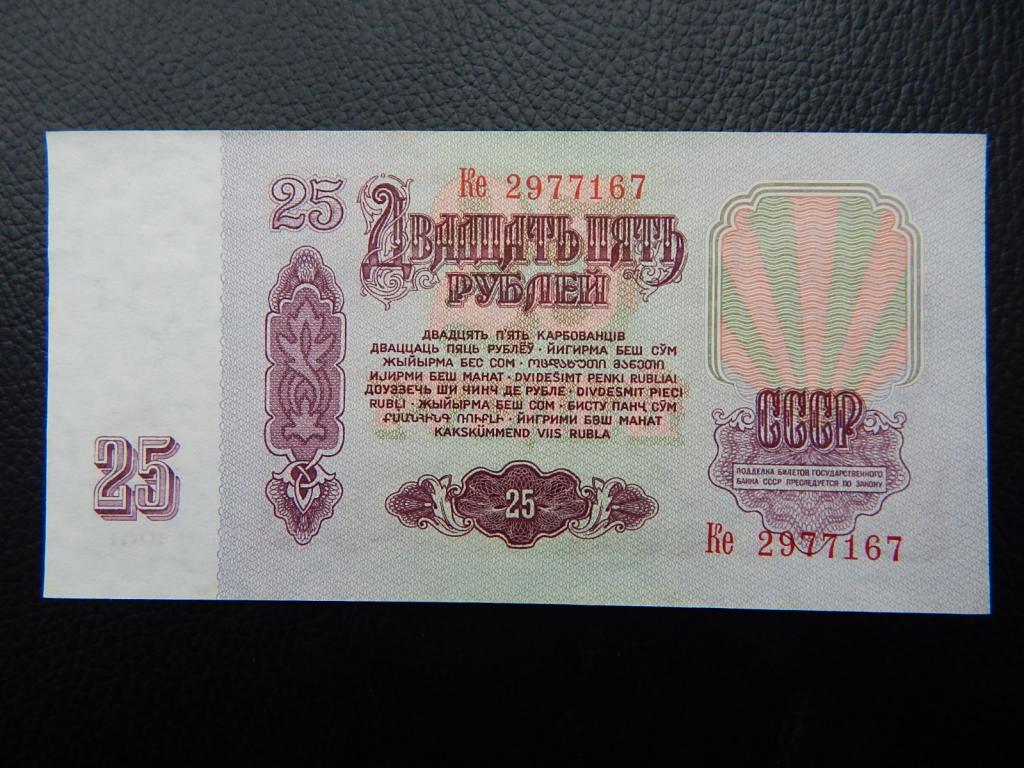 25
Ке 2977167
ДВАДЦАТЬ ПЯТЬ
РУБЛЕЙ
ДВАДЦЯТЬ П'ЯТЬ КАРБОВАНЦІВ
ДВАЦЦАЦЬ ПЯЦЬ РУБЛЁЎ · ЙИГИРМА БЕШ СЎМ
ЖЫЙЫРМА БЕС СОМ · ᲝᲪᲓᲐᲮᲣᲗᲘ ᲛᲐᲜᲔᲗᲘ
ИЈИРМИ БЕШ МАНАТ · DVIDEŠIMT PENKI RUBLIAI
ДОУЗЭЧЬ ШИ ЧИНЧ ДЕ РУБЛЕ · DIVDESMIT PIECI
RUBĻI · ЖЫЙЫРМА БЕШ СОМ · БИСТУ ПАНҶ СЎМ
ՔՍԱՆՀԻՆԳ ՌՈՒԲԼԻ · ЙИГРИМИ БӘШ МАНАТ
KAKSKÜMMEND VIIS RUBLA
СССР
ПОДДЕЛКА БИЛЕТОВ ГОСУДАРСТВЕННОГО
БАНКА СССР ПРЕСЛЕДУЕТСЯ ПО ЗАКОНУ
25
25
Ке 2977167